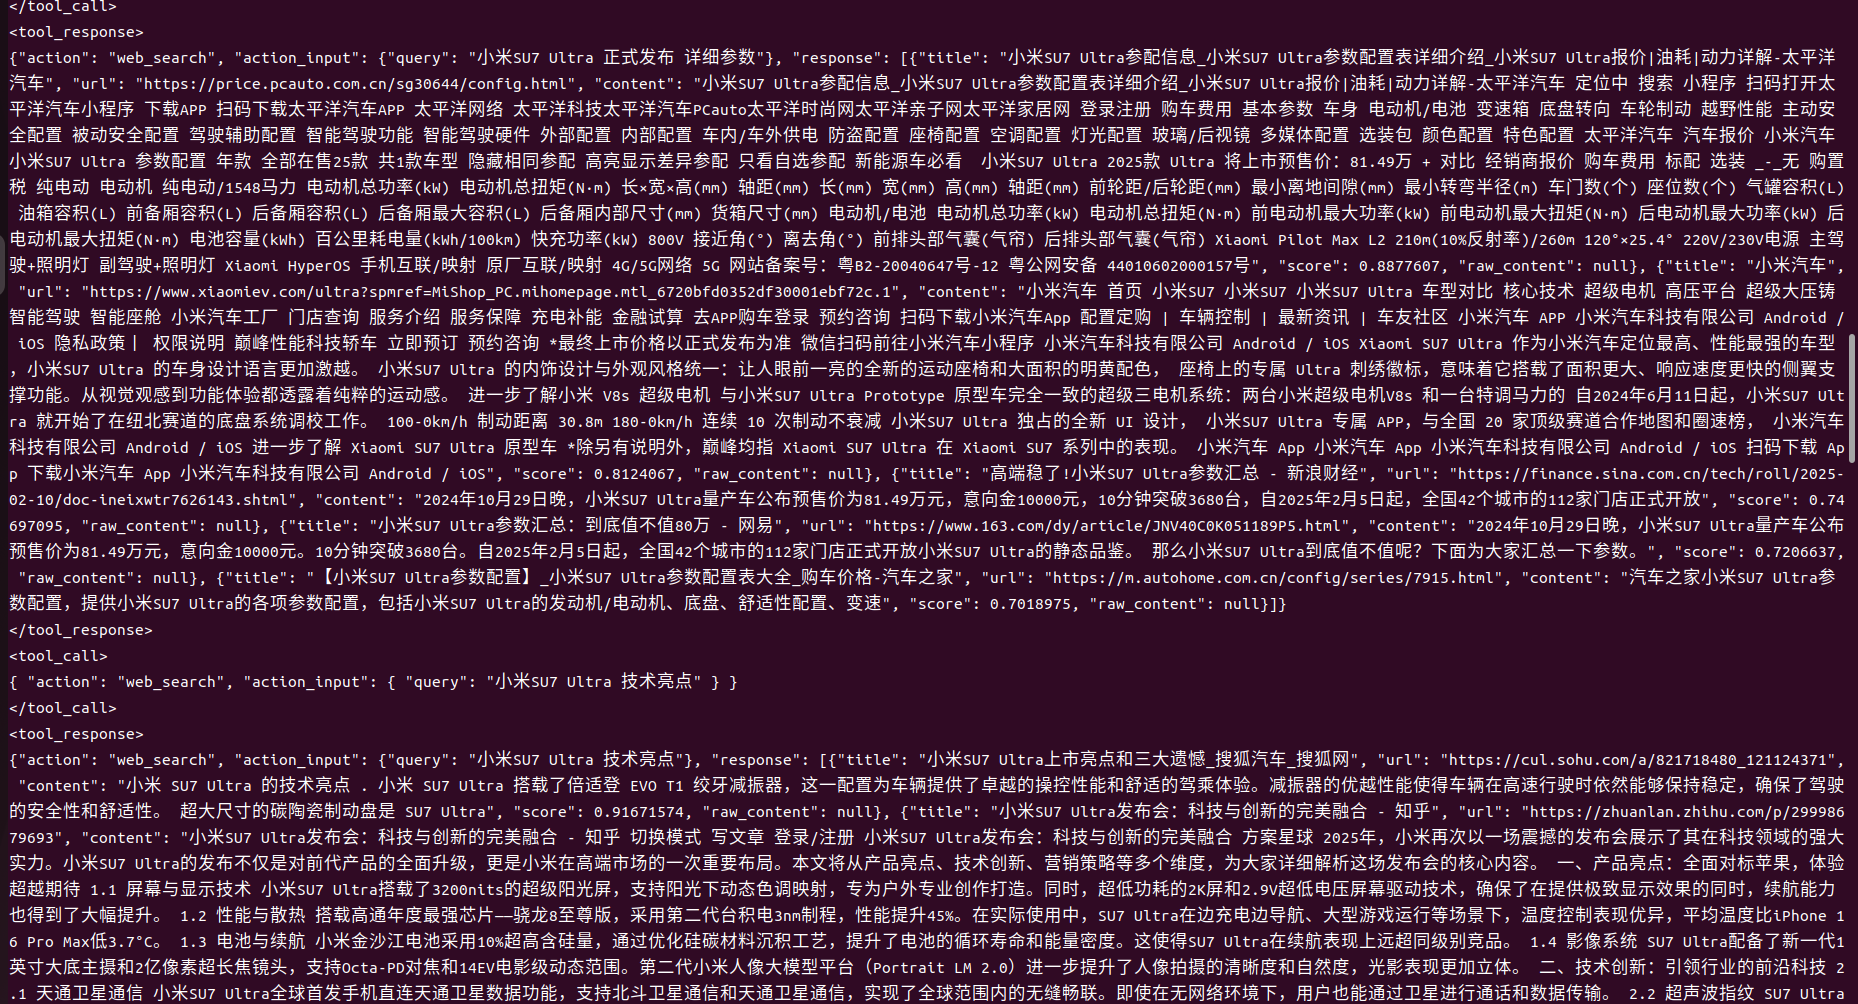 </tool_call>
<tool_response>
{"action": "web_search", "action_input": {"query": "小米SU7 Ultra 正式发布 详细参数"}, "response": [{"title": "小米SU7 Ultra参配信息_小米SU7 Ultra参数配置表详细介绍_小米SU7 Ultra报价|油耗|动力详解-太平洋
汽车", "url": "https://price.pcauto.com.cn/sg30644/config.html", "content": "小米SU7 Ultra参配信息_小米SU7 Ultra参数配置表详细介绍_小米SU7 Ultra报价|油耗|动力详解-太平洋汽车 定位中 搜索 小程序 扫码打开太
平洋汽车小程序 下载APP 扫码下载太平洋汽车APP 太平洋网络 太平洋科技太平洋汽车PCauto太平洋时尚网太平洋亲子网太平洋家居网 登录注册 购车费用 基本参数 车身 电动机/电池 变速箱 底盘转向 车轮制动 越野性能 主动安
全配置 被动安全配置 驾驶辅助配置 智能驾驶功能 智能驾驶硬件 外部配置 内部配置 车内/车外供电 防盗配置 座椅配置 空调配置 灯光配置 玻璃/后视镜 多媒体配置 选装包 颜色配置 特色配置 太平洋汽车 汽车报价 小米汽车
小米SU7 Ultra 参数配置 年款 全部在售25款 共1款车型 隐藏相同参配 高亮显示差异参配 只看自选参配 新能源车必看  小米SU7 Ultra 2025款 Ultra 将上市预售价：81.49万 + 对比 经销商报价 购车费用 标配 选装 _-_无 购置
税 纯电动 电动机 纯电动/1548马力 电动机总功率(kW) 电动机总扭矩(N·m) 长×宽×高(mm) 轴距(mm) 长(mm) 宽(mm) 高(mm) 轴距(mm) 前轮距/后轮距(mm) 最小离地间隙(mm) 最小转弯半径(m) 车门数(个) 座位数(个) 气罐容积(L)
 油箱容积(L) 前备厢容积(L) 后备厢容积(L) 后备厢最大容积(L) 后备厢内部尺寸(mm) 货箱尺寸(mm) 电动机/电池 电动机总功率(kW) 电动机总扭矩(N·m) 前电动机最大功率(kW) 前电动机最大扭矩(N·m) 后电动机最大功率(kW) 后
电动机最大扭矩(N·m) 电池容量(kWh) 百公里耗电量(kWh/100km) 快充功率(kW) 800V 接近角(°) 离去角(°) 前排头部气囊(气帘) 后排头部气囊(气帘) Xiaomi Pilot Max L2 210m(10%反射率)/260m 120°×25.4° 220V/230V电源 主驾
驶+照明灯 副驾驶+照明灯 Xiaomi HyperOS 手机互联/映射 原厂互联/映射 4G/5G网络 5G 网站备案号：粤B2-20040647号-12 粤公网安备 44010602000157号", "score": 0.8877607, "raw_content": null}, {"title": "小米汽车",
 "url": "https://www.xiaomiev.com/ultra?spmref=MiShop_PC.mihomepage.mtl_6720bfd0352df30001ebf72c.1", "content": "小米汽车 首页 小米SU7 小米SU7 小米SU7 Ultra 车型对比 核心技术 超级电机 高压平台 超级大压铸
智能驾驶 智能座舱 小米汽车工厂 门店查询 服务介绍 服务保障 充电补能 金融试算 去APP购车登录 预约咨询 扫码下载小米汽车App 配置定购 | 车辆控制 | 最新资讯 | 车友社区 小米汽车 APP 小米汽车科技有限公司 Android /
 iOS 隐私政策丨 权限说明 巅峰性能科技轿车 立即预订 预约咨询 *最终上市价格以正式发布为准 微信扫码前往小米汽车小程序 小米汽车科技有限公司 Android / iOS Xiaomi SU7 Ultra 作为小米汽车定位最高、性能最强的车型
，小米SU7 Ultra 的车身设计语言更加激越。 小米SU7 Ultra 的内饰设计与外观风格统一：让人眼前一亮的全新的运动座椅和大面积的明黄配色， 座椅上的专属 Ultra 刺绣徽标，意味着它搭载了面积更大、响应速度更快的侧翼支
撑功能。从视觉观感到功能体验都透露着纯粹的运动感。 进一步了解小米 V8s 超级电机 与小米SU7 Ultra Prototype 原型车完全一致的超级三电机系统：两台小米超级电机V8s 和一台特调马力的 自2024年6月11日起，小米SU7 Ult
ra 就开始了在纽北赛道的底盘系统调校工作。 100-0km/h 制动距离 30.8m 180-0km/h 连续 10 次制动不衰减 小米SU7 Ultra 独占的全新 UI 设计， 小米SU7 Ultra 专属 APP，与全国 20 家顶级赛道合作地图和圈速榜， 小米汽车
科技有限公司 Android / iOS 进一步了解 Xiaomi SU7 Ultra 原型车 *除另有说明外，巅峰均指 Xiaomi SU7 Ultra 在 Xiaomi SU7 系列中的表现。 小米汽车 App 小米汽车 App 小米汽车科技有限公司 Android / iOS 扫码下载 Ap
p 下载小米汽车 App 小米汽车科技有限公司 Android / iOS", "score": 0.8124067, "raw_content": null}, {"title": "高端稳了!小米SU7 Ultra参数汇总 - 新浪财经", "url": "https://finance.sina.com.cn/tech/roll/2025-
02-10/doc-ineixwtr7626143.shtml", "content": "2024年10月29日晚，小米SU7 Ultra量产车公布预售价为81.49万元，意向金10000元，10分钟突破3680台，自2025年2月5日起，全国42个城市的112家门店正式开放", "score": 0.74
697095, "raw_content": null}, {"title": "小米SU7 Ultra参数汇总：到底值不值80万 - 网易", "url": "https://www.163.com/dy/article/JNV40C0K051189P5.html", "content": "2024年10月29日晚，小米SU7 Ultra量产车公布
预售价为81.49万元，意向金10000元。10分钟突破3680台。自2025年2月5日起，全国42个城市的112家门店正式开放小米SU7 Ultra的静态品鉴。 那么小米SU7 Ultra到底值不值呢？下面为大家汇总一下参数。", "score": 0.7206637,
 "raw_content": null}, {"title": "【小米SU7 Ultra参数配置】_小米SU7 Ultra参数配置表大全_购车价格-汽车之家", "url": "https://m.autohome.com.cn/config/series/7915.html", "content": "汽车之家小米SU7 Ultra参
数配置，提供小米SU7 Ultra的各项参数配置，包括小米SU7 Ultra的发动机/电动机、底盘、舒适性配置、变速", "score": 0.7018975, "raw_content": null}]}
</tool_response>
<tool_call>
{ "action": "web_search", "action_input": { "query": "小米SU7 Ultra 技术亮点" } }
</tool_call>
<tool_response>
{"action": "web_search", "action_input": {"query": "小米SU7 Ultra 技术亮点"}, "response": [{"title": "小米SU7 Ultra上市亮点和三大遗憾_搜狐汽车_搜狐网", "url": "https://cul.sohu.com/a/821718480_121124371",
 "content": "小米 SU7 Ultra 的技术亮点 . 小米 SU7 Ultra 搭载了倍适登 EVO T1 绞牙减振器，这一配置为车辆提供了卓越的操控性能和舒适的驾乘体验。减振器的优越性能使得车辆在高速行驶时依然能够保持稳定，确保了驾驶
的安全性和舒适性。 超大尺寸的碳陶瓷制动盘是 SU7 Ultra", "score": 0.91671574, "raw_content": null}, {"title": "小米SU7 Ultra发布会：科技与创新的完美融合 - 知乎", "url": "https://zhuanlan.zhihu.com/p/299986
79693", "content": "小米SU7 Ultra发布会：科技与创新的完美融合 - 知乎 切换模式 写文章 登录/注册 小米SU7 Ultra发布会：科技与创新的完美融合 方案星球 2025年，小米再次以一场震撼的发布会展示了其在科技领域的强大
实力。小米SU7 Ultra的发布不仅是对前代产品的全面升级，更是小米在高端市场的一次重要布局。本文将从产品亮点、技术创新、营销策略等多个维度，为大家详细解析这场发布会的核心内容。 一、产品亮点：全面对标苹果，体验
超越期待 1.1 屏幕与显示技术 小米SU7 Ultra搭载了3200nits的超级阳光屏，支持阳光下动态色调映射，专为户外专业创作打造。同时，超低功耗的2K屏和2.9V超低电压屏幕驱动技术，确保了在提供极致显示效果的同时，续航能力
也得到了大幅提升。 1.2 性能与散热 搭载高通年度最强芯片——骁龙8至尊版，采用第二代台积电3nm制程，性能提升45%。在实际使用中，SU7 Ultra在边充电边导航、大型游戏运行等场景下，温度控制表现优异，平均温度比iPhone 1
6 Pro Max低3.7°C。 1.3 电池与续航 小米金沙江电池采用10%超高含硅量，通过优化硅碳材料沉积工艺，提升了电池的循环寿命和能量密度。这使得SU7 Ultra在续航表现上远超同级别竞品。 1.4 影像系统 SU7 Ultra配备了新一代1
英寸大底主摄和2亿像素超长焦镜头，支持Octa-PD对焦和14EV电影级动态范围。第二代小米人像大模型平台（Portrait LM 2.0）进一步提升了人像拍摄的清晰度和自然度，光影表现更加立体。 二、技术创新：引领行业的前沿科技 2
.1 天通卫星通信 小米SU7 Ultra全球首发手机直连天通卫星数据功能，支持北斗卫星通信和天通卫星通信，实现了全球范围内的无缝畅联。即使在无网络环境下，用户也能通过卫星进行通话和数据传输。 2.2 超声波指纹 SU7 Ultra